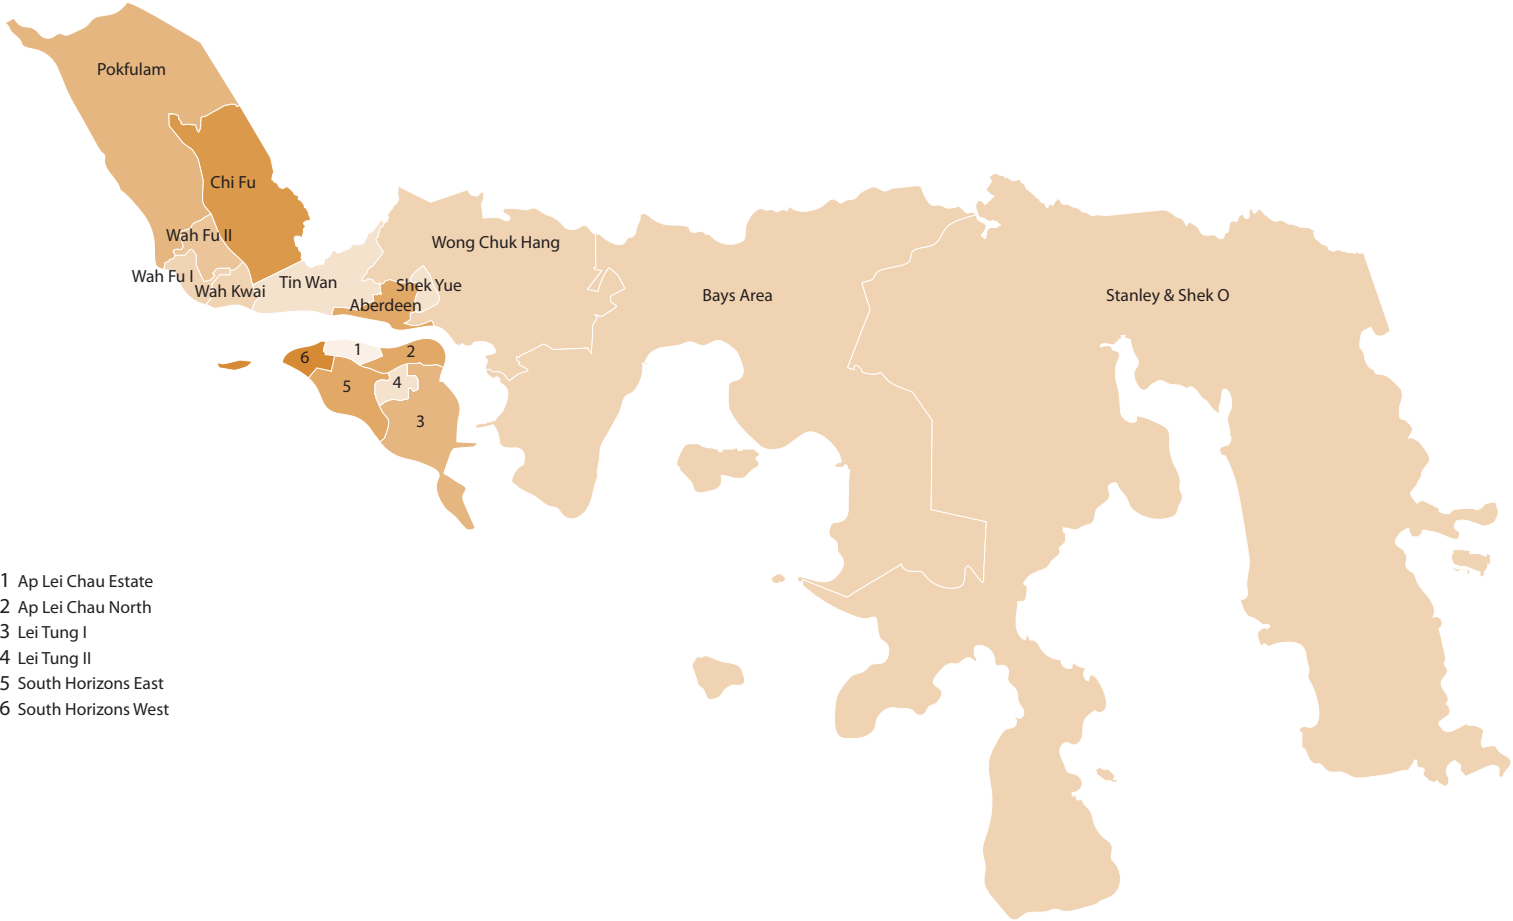 Pokfulam
Chi Fu
Wah Fu II
Wah Fu I
Wah Kwai
Tin Wan
Wong Chuk Hang
Shek Yue
Aberdeen
Bays Area
Stanley & Shek O
6
1
2
5
4
3
1 Ap Lei Chau Estate
2 Ap Lei Chau North
3 Lei Tung I
4 Lei Tung II
5 South Horizons East
6 South Horizons West